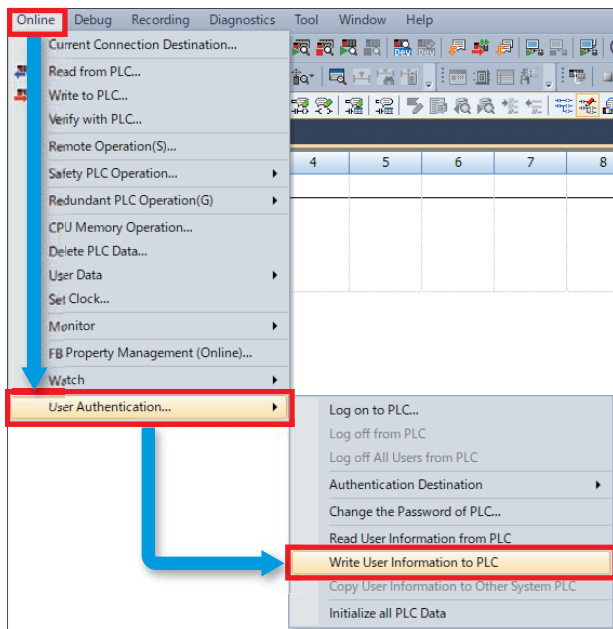 Online Debug Recording Diagnostics Tool Window Help
Current Connection Destination...
Read from PLC...
Write to PLC...
Verify with PLC...
Remote Operation(S)...
Safety PLC Operation...
Redundant PLC Operation(G)
CPU Memory Operation...
Delete PLC Data...
User Data
Set Clock...
Monitor
FB Property Management (Online)...
Watch
User Authentication...
Dev
4 5 6 7 8
Log on to PLC...
Log off from PLC
Log off All Users from PLC
Authentication Destination
Change the Password of PLC...
Read User Information from PLC
Write User Information to PLC
Copy User Information to Other System PLC
Initialize all PLC Data